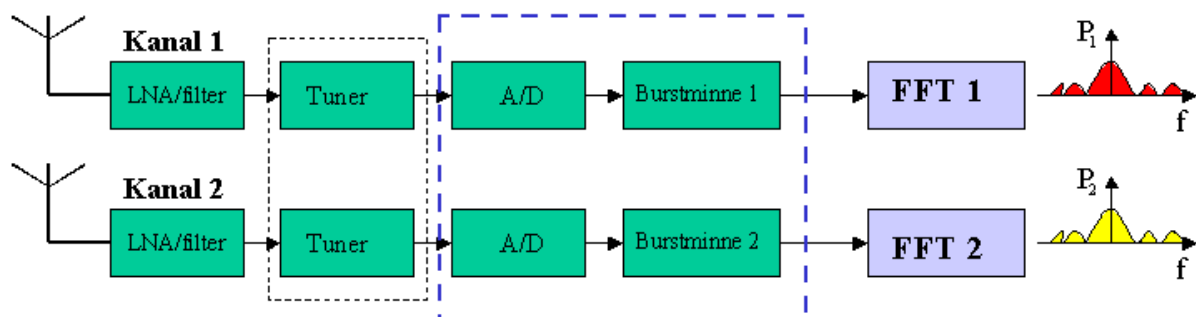 Kanal 1
LNA/filter
Tuner
A/D
Burstminne 1
FFT 1
P1
f
Kanal 2
LNA/filter
Tuner
A/D
Burstminne 2
FFT 2
P2
f